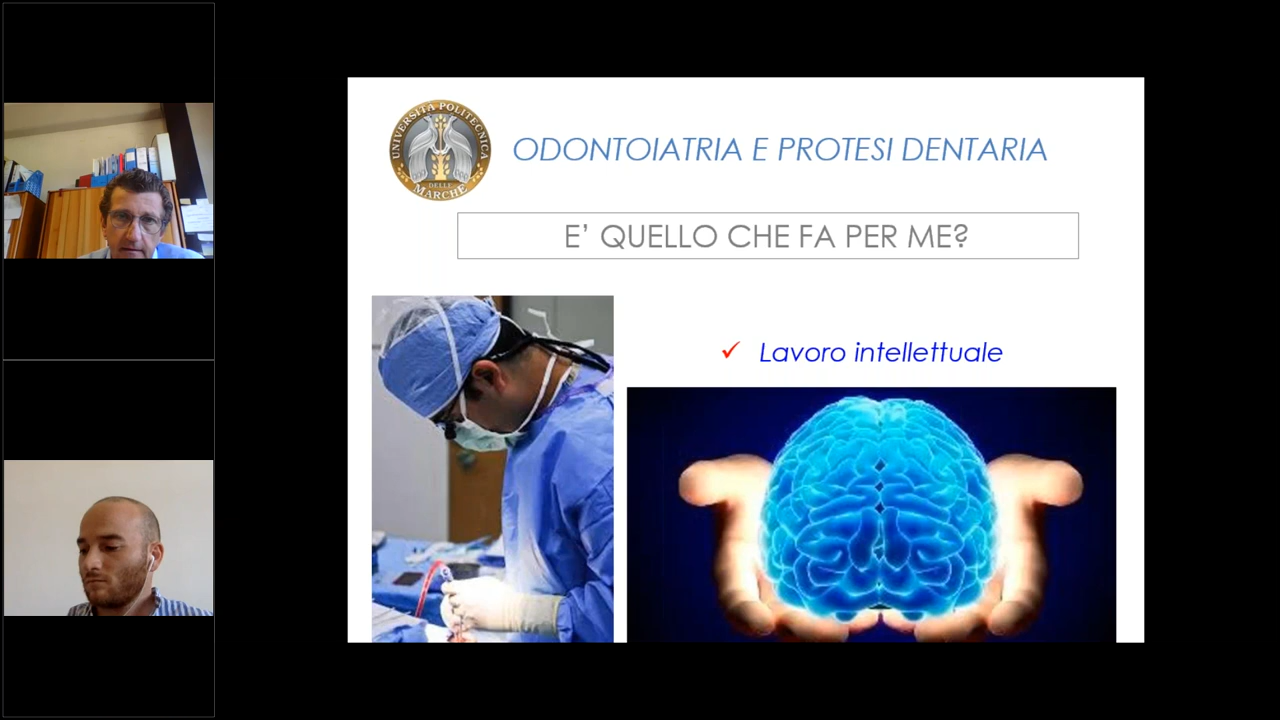 UNIVERSITÀ POLITECNICA
DELLE
MARCHE
ODONTOIATRIA E PROTESI DENTARIA
E’ QUELLO CHE FA PER ME?
✓ Lavoro intellettuale